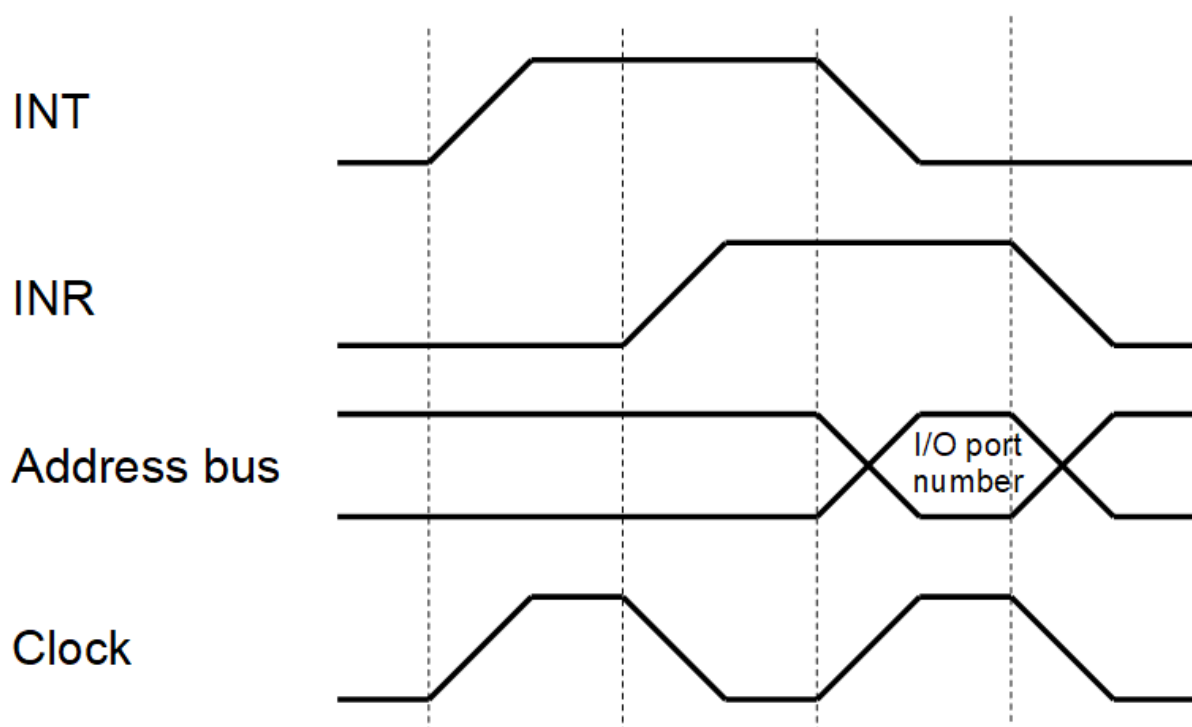 INT
INR
Address bus
I/O port
number
Clock